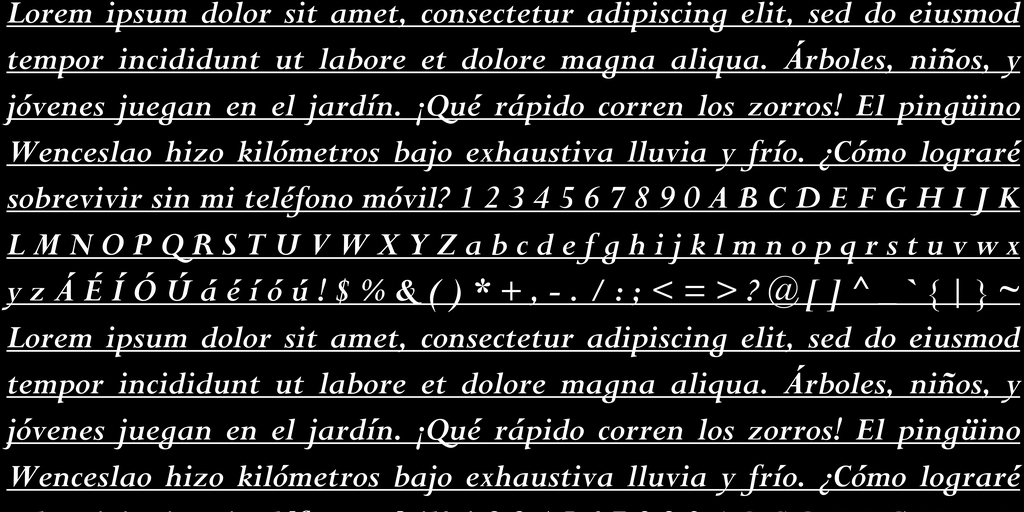 Lorem ipsum dolor sit amet, consectetur adipiscing elit, sed do eiusmod
tempor incididunt ut labore et dolore magna aliqua. Árboles, niños, y
jóvenes juegan en el jardín. ¡Qué rápido corren los zorros! El pingüino
Wenceslao hizo kilómetros bajo exhaustiva lluvia y frío. ¿Cómo lograré
sobrevivir sin mi teléfono móvil? 1 2 3 4 5 6 7 8 9 0 A B C D E F G H I J K
L M N O P Q R S T U V W X Y Z a b c d e f g h i j k l m n o p q r s t u v w x
y z Á É Í Ó Ú á é í ó ú ! $ % & ( ) * + , - . / : ; < = > ? @ [ ] ^ _ ` { | } ~
Lorem ipsum dolor sit amet, consectetur adipiscing elit, sed do eiusmod
tempor incididunt ut labore et dolore magna aliqua. Árboles, niños, y
jóvenes juegan en el jardín. ¡Qué rápido corren los zorros! El pingüino
Wenceslao hizo kilómetros bajo exhaustiva lluvia y frío. ¿Cómo lograré